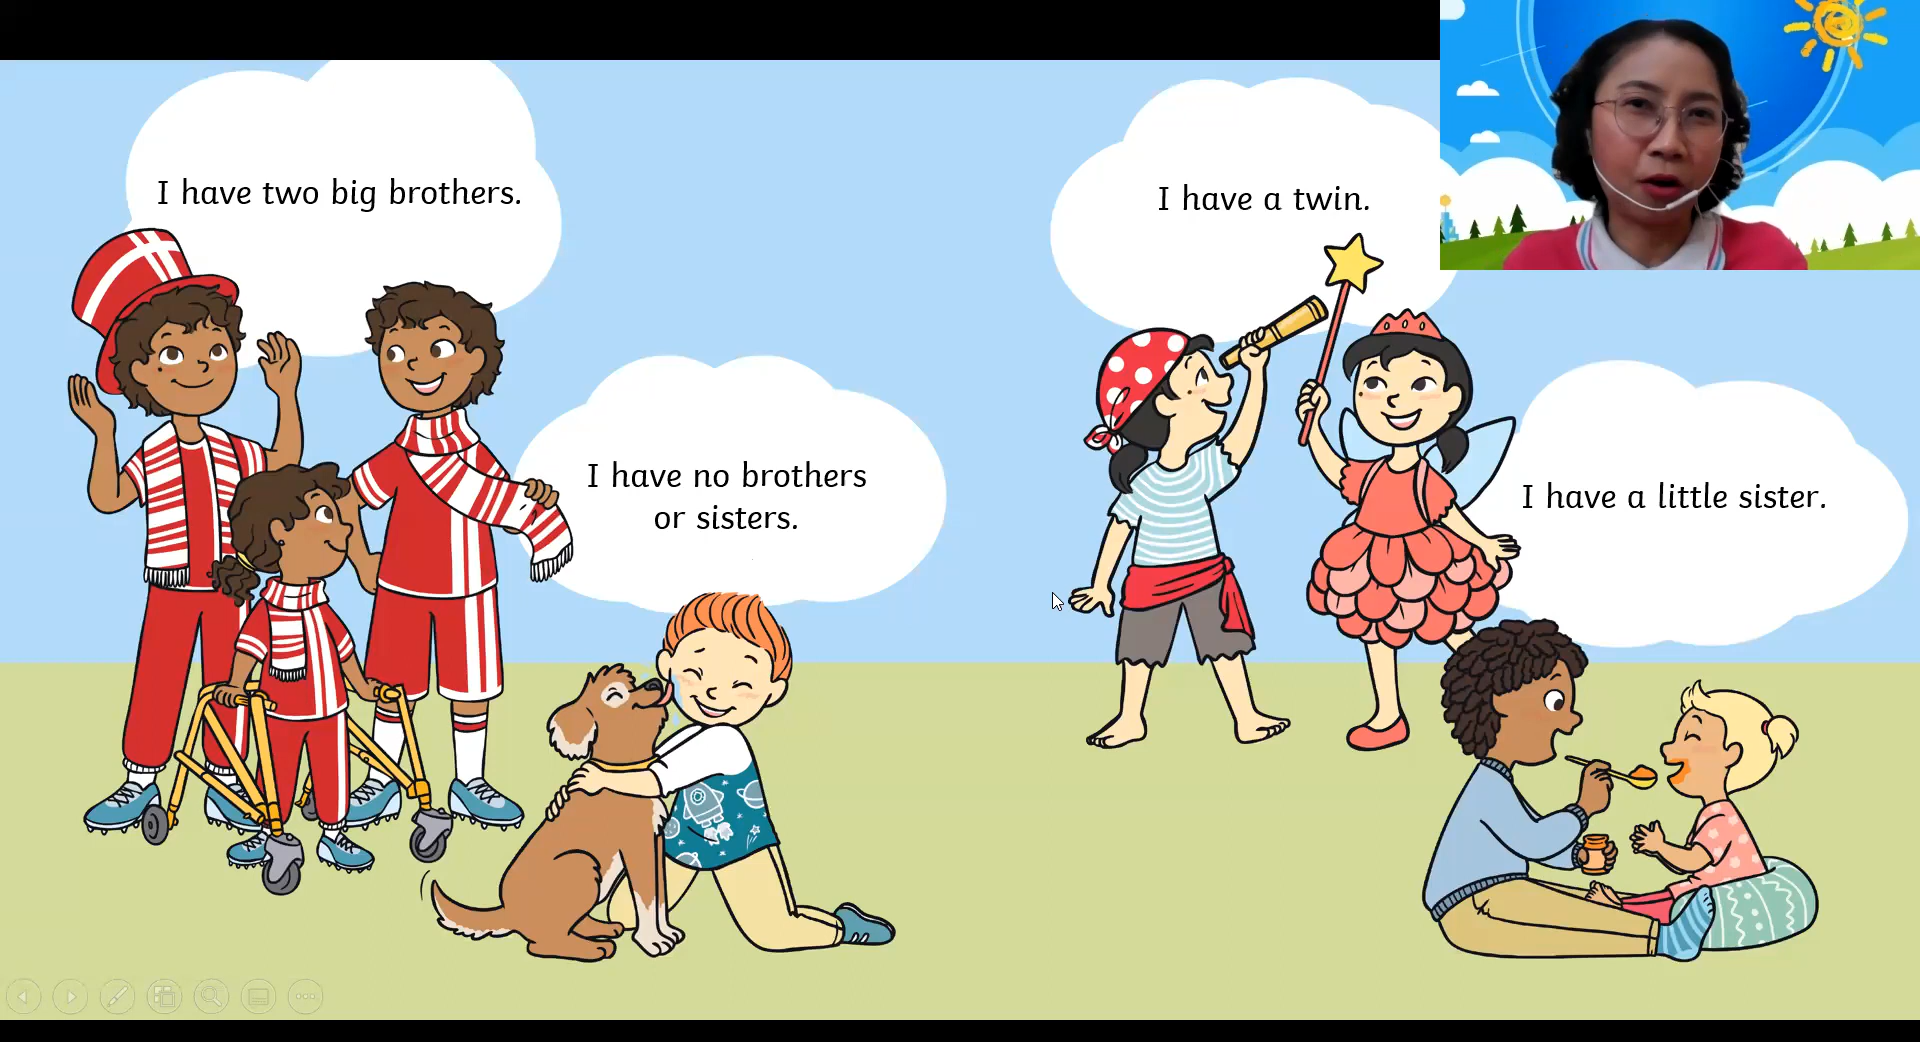 I have two big brothers.
I have no brothers
or sisters.
I have a twin.
I have a little sister.